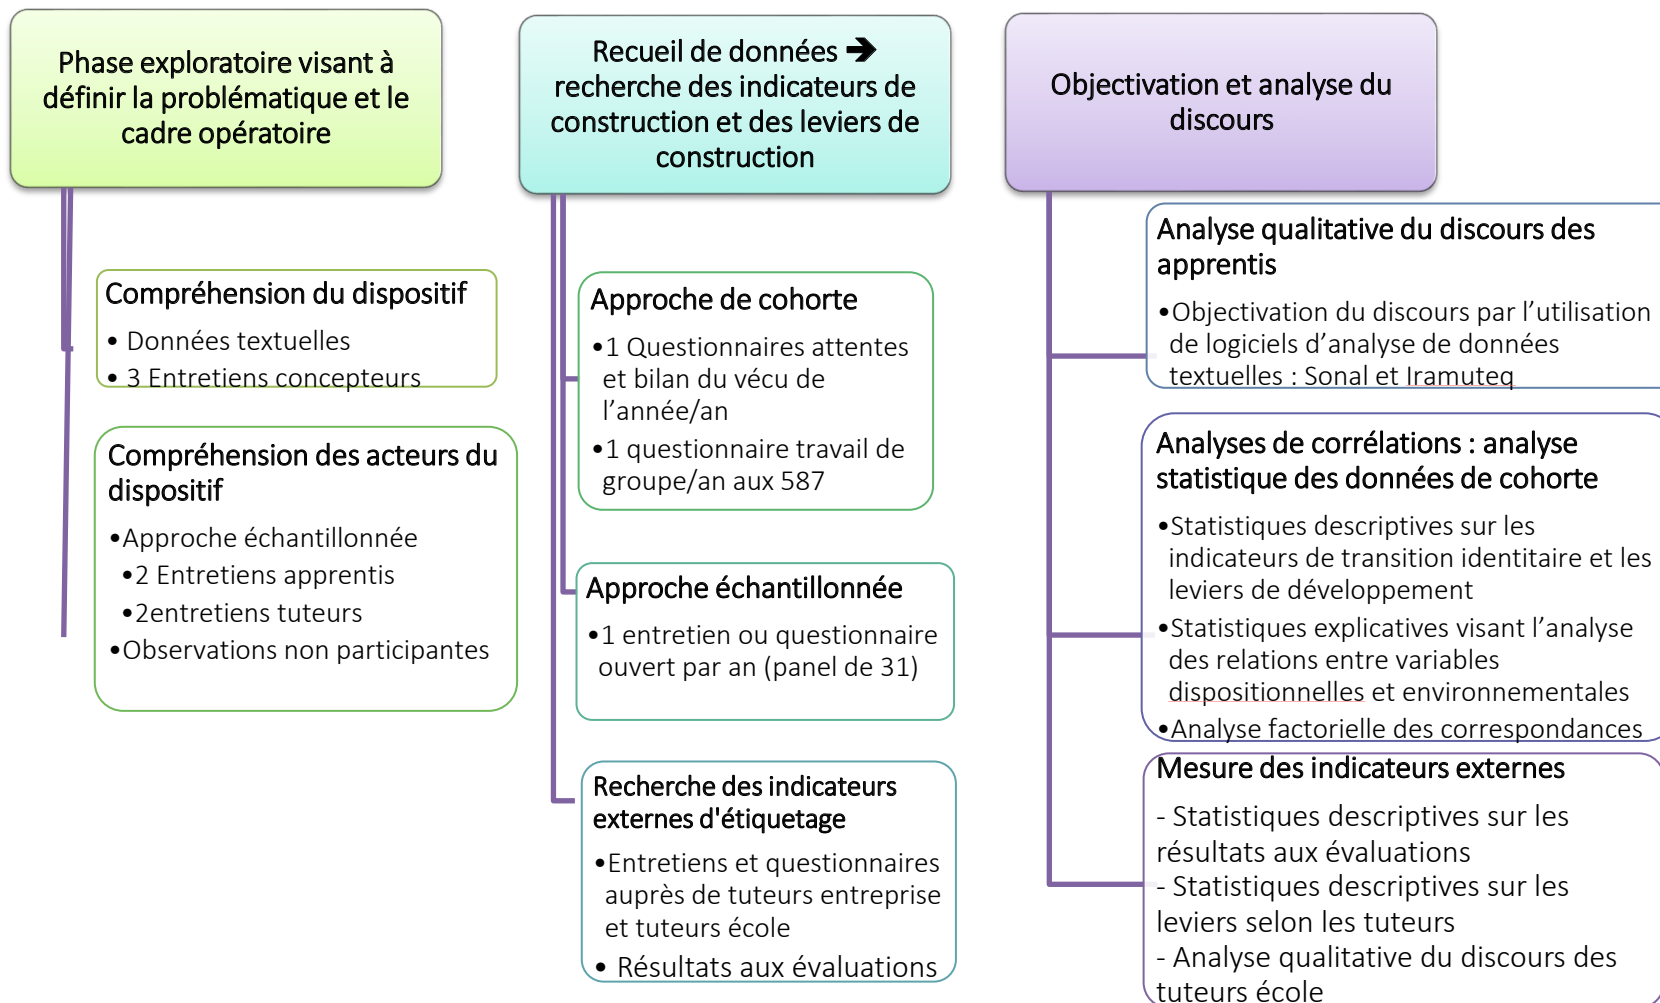 Phase exploratoire visant à
définir la problématique et le
cadre opératoire
Compréhension du dispositif
• Données textuelles
• 3 Entretiens concepteurs
Compréhension des acteurs du
dispositif
•Approche échantillonnée
•2 Entretiens apprentis
•2entretiens tuteurs
•Observations non participantes
Recueil de données ➔
recherche des indicateurs de
construction et des leviers de
construction
Approche de cohorte
•1 Questionnaires attentes
et bilan du vécu de
l’année/an
•1 questionnaire travail de
groupe/an aux 587
Approche échantillonnée
•1 entretien ou questionnaire
ouvert par an (panel de 31)
Recherche des indicateurs
externes d'étiquetage
•Entretiens et questionnaires
auprès de tuteurs entreprise
et tuteurs école
• Résultats aux évaluations
Objectivation et analyse du
discours
Analyse qualitative du discours des
apprentis
•Objectivation du discours par l’utilisation
de logiciels d’analyse de données
textuelles : Sonal et Iramuteq
Analyses de corrélations : analyse
statistique des données de cohorte
•Statistiques descriptives sur les
indicateurs de transition identitaire et les
leviers de développement
•Statistiques explicatives visant l’analyse
des relations entre variables
dispositionnelles et environnementales
•Analyse factorielle des correspondances
Mesure des indicateurs externes
- Statistiques descriptives sur les
résultats aux évaluations
- Statistiques descriptives sur les
leviers selon les tuteurs
- Analyse qualitative du discours des
tuteurs école